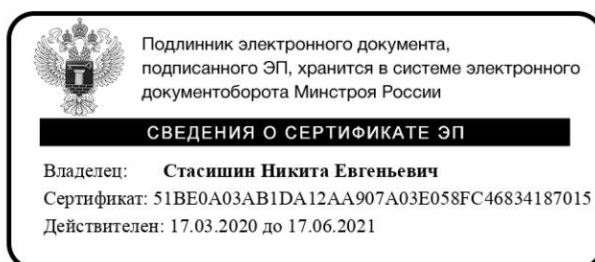 Подлинник электронного документа,
подписанного ЭП, хранится в системе электронного
документоборота Минстроя России
СВЕДЕНИЯ О СЕРТИФИКАТЕ ЭП
Владелец: Стасишин Никита Евгеньевич
Сертификат: 51BE0A03AB1DA12AA907A03E058FC46834187015
Действителен: 17.03.2020 до 17.06.2021